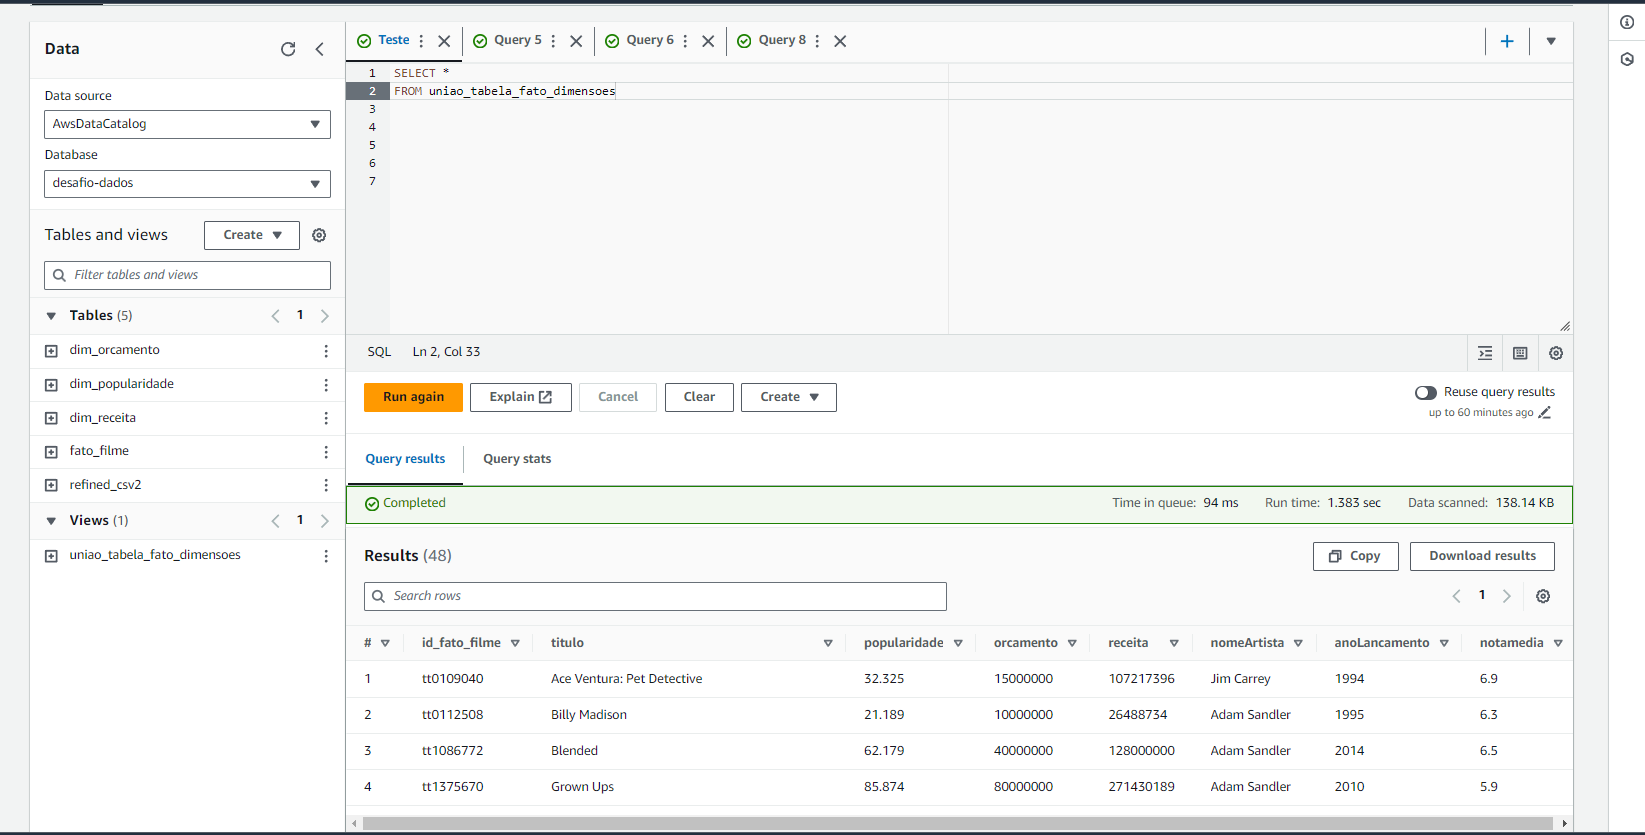 Data
Data source
AwsDataCatalog
Database
desafio-dados
Tables and views
Create
Filter tables and views
Tables (5)
1
dim_orcamento
dim_popularidade
dim_receita
fato_filme
refined_csv2
Views (1)
1
uniao_tabela_fato_dimensoes
Teste
Query 5
Query 6
Query 8
1 SELECT *
2 FROM uniao_tabela_fato_dimensoes
3
4
5
6
7
SQL Ln 2, Col 33
Run again Explain Cancel Clear Create
Reuse query results
up to 60 minutes ago
Query results Query stats
Completed Time in queue: 94 ms Run time: 1.383 sec Data scanned: 138.14 KB
Results (48) Copy Download results
Search rows
1
# id_fato_filme titulo popularidade orcamento receita nomeArtista anoLancamento notamedia
1 tt0109040 Ace Ventura: Pet Detective 32.325 15000000 107217396 Jim Carrey 1994 6.9
2 tt0112508 Billy Madison 21.189 10000000 26488734 Adam Sandler 1995 6.3
3 tt1086772 Blended 62.179 40000000 128000000 Adam Sandler 2014 6.5
4 tt1375670 Grown Ups 85.874 80000000 271430189 Adam Sandler 2010 5.9